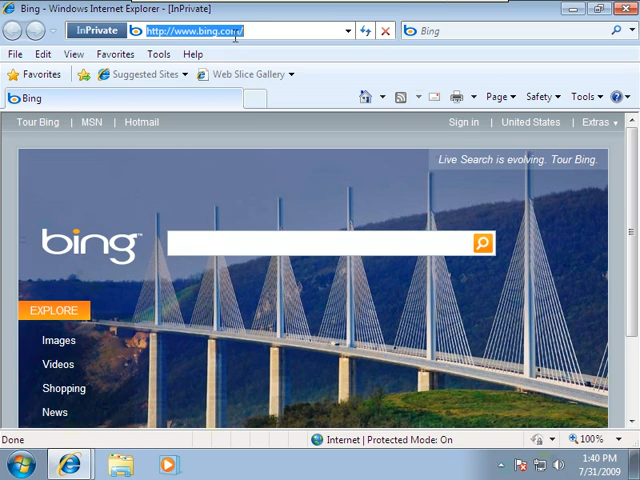 Bing - Windows Internet Explorer - [InPrivate]
InPrivate http://www.bing.com/ Bing
File Edit View Favorites Tools Help
Favorites Suggested Sites Web Slice Gallery
Bing Page Safety Tools
Tour Bing | MSN | Hotmail Sign in | United States | Extras
Live Search is evolving. Tour Bing.
bing™
EXPLORE
Images
Videos
Shopping
News
Done Internet | Protected Mode: On 100%
1:40 PM
7/31/2009